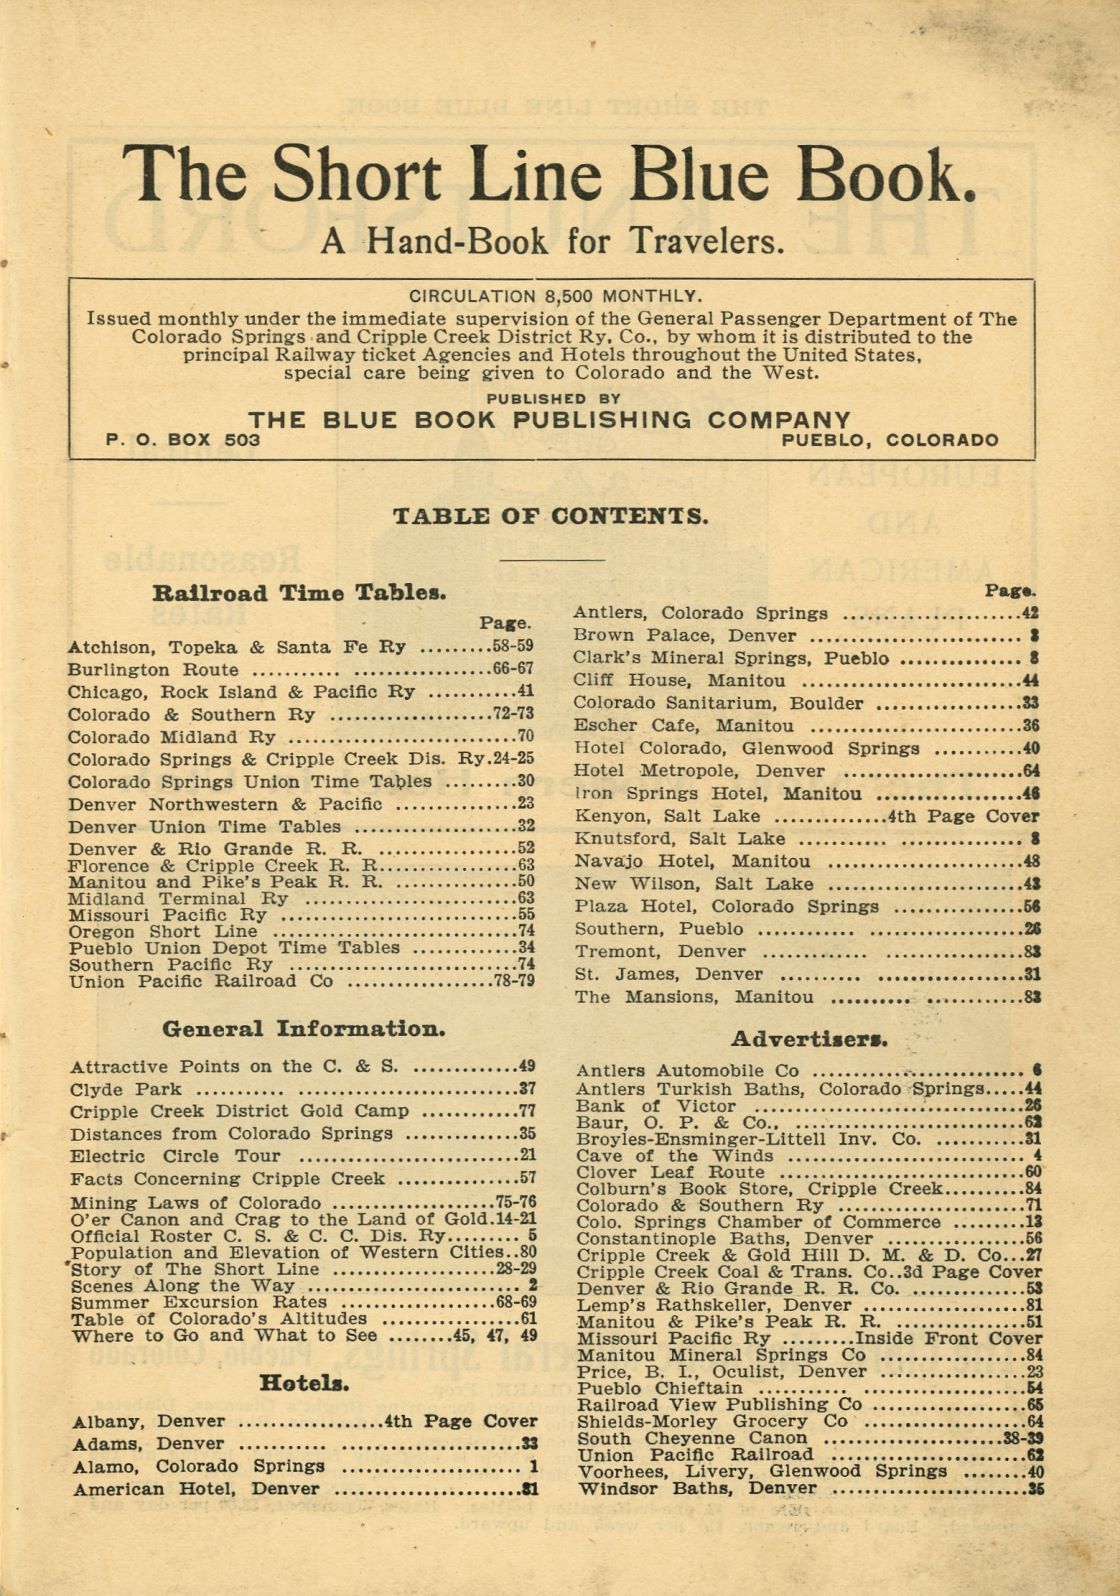 The Short Line Blue Book.
A Hand-Book for Travelers.
CIRCULATION 8,500 MONTHLY.
Issued monthly under the immediate supervision of the General Passenger Department of The
Colorado Springs and Cripple Creek District Ry. Co., by whom it is distributed to the
principal Railway ticket Agencies and Hotels throughout the United States,
special care being given to Colorado and the West.
PUBLISHED BY
THE BLUE BOOK PUBLISHING COMPANY
P. O. BOX 503 PUEBLO, COLORADO
TABLE OF CONTENTS.
Railroad Time Tables.
Page.
Atchison, Topeka & Santa Fe Ry .........58-59
Burlington Route ........... .................66-67
Chicago, Rock Island & Pacific Ry ...........41
Colorado & Southern Ry ....................72-73
Colorado Midland Ry ............................70
Colorado Springs & Cripple Creek Dis. Ry.24-25
Colorado Springs Union Time Tables .........30
Denver Northwestern & Pacific ...............23
Denver Union Time Tables ....................32
Denver & Rio Grande R. R. .................52
Florence & Cripple Creek R. R.................63
Manitou and Pike's Peak R. R. ...............50
Midland Terminal Ry ..........................63
Missouri Pacific Ry .............................55
Oregon Short Line ..............................74
Pueblo Union Depot Time Tables .............34
Southern Pacific Ry ............................74
Union Pacific Railroad Co ..................78-79
General Information.
Attractive Points on the C. & S. .............49
Clyde Park .......... ...........................37
Cripple Creek District Gold Camp ............77
Distances from Colorado Springs ..............35
Electric Circle Tour ...........................21
Facts Concerning Cripple Creek ...............57
Mining Laws of Colorado ....................75-76
O'er Canon and Crag to the Land of Gold.14-21
Official Roster C. S. & C. C. Dis. Ry......... 5
Population and Elevation of Western Cities..80
Story of The Short Line ....................28-29
Scenes Along the Way .......................... 2
Summer Excursion Rates ...................68-69
Table of Colorado's Altitudes .................61
Where to Go and What to See ........45, 47, 49
Hotels.
Albany, Denver ..................4th Page Cover
Adams, Denver ........... ......................33
Alamo, Colorado Springs ...................... 1
American Hotel, Denver ..........................81
Page.
Antlers, Colorado Springs ......................42
Brown Palace, Denver .......................... 3
Clark's Mineral Springs, Pueblo ............... 8
Cliff House, Manitou ...........................44
Colorado Sanitarium, Boulder ..................33
Escher Cafe, Manitou ..........................36
Hotel Colorado, Glenwood Springs ...........40
Hotel Metropole, Denver ......................64
Iron Springs Hotel, Manitou ..................46
Kenyon, Salt Lake ..............4th Page Cover
Knutsford, Salt Lake ........... ............... 8
Navajo Hotel, Manitou ........................48
New Wilson, Salt Lake ........................43
Plaza Hotel, Colorado Springs ................56
Southern, Pueblo ............ ...................26
Tremont, Denver ............. .................83
St. James, Denver .......... ..................31
The Mansions, Manitou .......... ............83
Advertisers.
Antlers Automobile Co .......................... 6
Antlers Turkish Baths, Colorado Springs.....44
Bank of Victor .................................26
Baur, O. P. & Co., ..............................63
Broyles-Ensminger-Littell Inv. Co. ...........31
Cave of the Winds .............................. 4
Clover Leaf Route ..............................60
Colburn's Book Store, Cripple Creek..........84
Colorado & Southern Ry .......................71
Colo. Springs Chamber of Commerce .........13
Constantinople Baths, Denver .................56
Cripple Creek & Gold Hill D. M. & D. Co...27
Cripple Creek Coal & Trans. Co..3d Page Cover
Denver & Rio Grande R. R. Co. ..............53
Lemp's Rathskeller, Denver ....................81
Manitou & Pike's Peak R. R. ................51
Missouri Pacific Ry .........Inside Front Cover
Manitou Mineral Springs Co ..................84
Price, B. I., Oculist, Denver ...................23
Pueblo Chieftain ........... ....................54
Railroad View Publishing Co ....................65
Shields-Morley Grocery Co ....................64
South Cheyenne Canon .......................38-39
Union Pacific Railroad .........................62
Voorhees, Livery, Glenwood Springs ........40
Windsor Baths, Denver .........................35